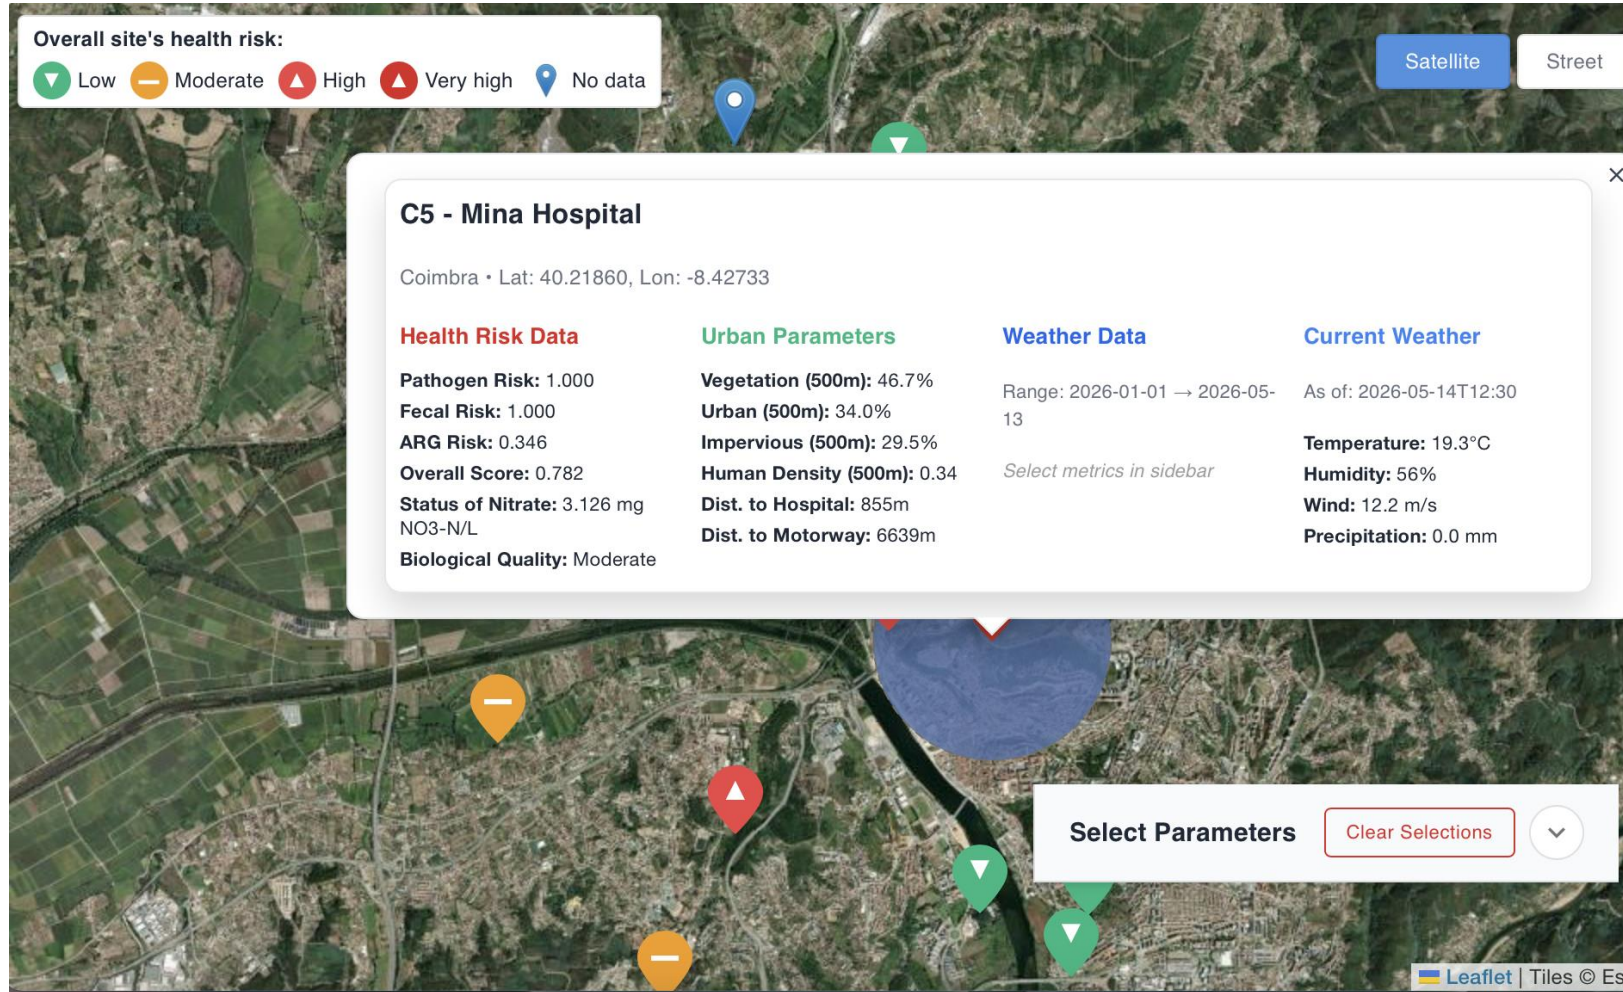 Overall site's health risk:
Low Moderate High Very high No data
Satellite Street
C5 - Mina Hospital
Coimbra • Lat: 40.21860, Lon: -8.42733
Health Risk Data
Pathogen Risk: 1.000
Fecal Risk: 1.000
ARG Risk: 0.346
Overall Score: 0.782
Status of Nitrate: 3.126 mg
NO3-N/L
Biological Quality: Moderate
Urban Parameters
Vegetation (500m): 46.7%
Urban (500m): 34.0%
Impervious (500m): 29.5%
Human Density (500m): 0.34
Dist. to Hospital: 855m
Dist. to Motorway: 6639m
Weather Data
Range: 2026-01-01 → 2026-05-
13
Select metrics in sidebar
Current Weather
As of: 2026-05-14T12:30
Temperature: 19.3°C
Humidity: 56%
Wind: 12.2 m/s
Precipitation: 0.0 mm
Select Parameters Clear Selections
Leaflet | Tiles © Es